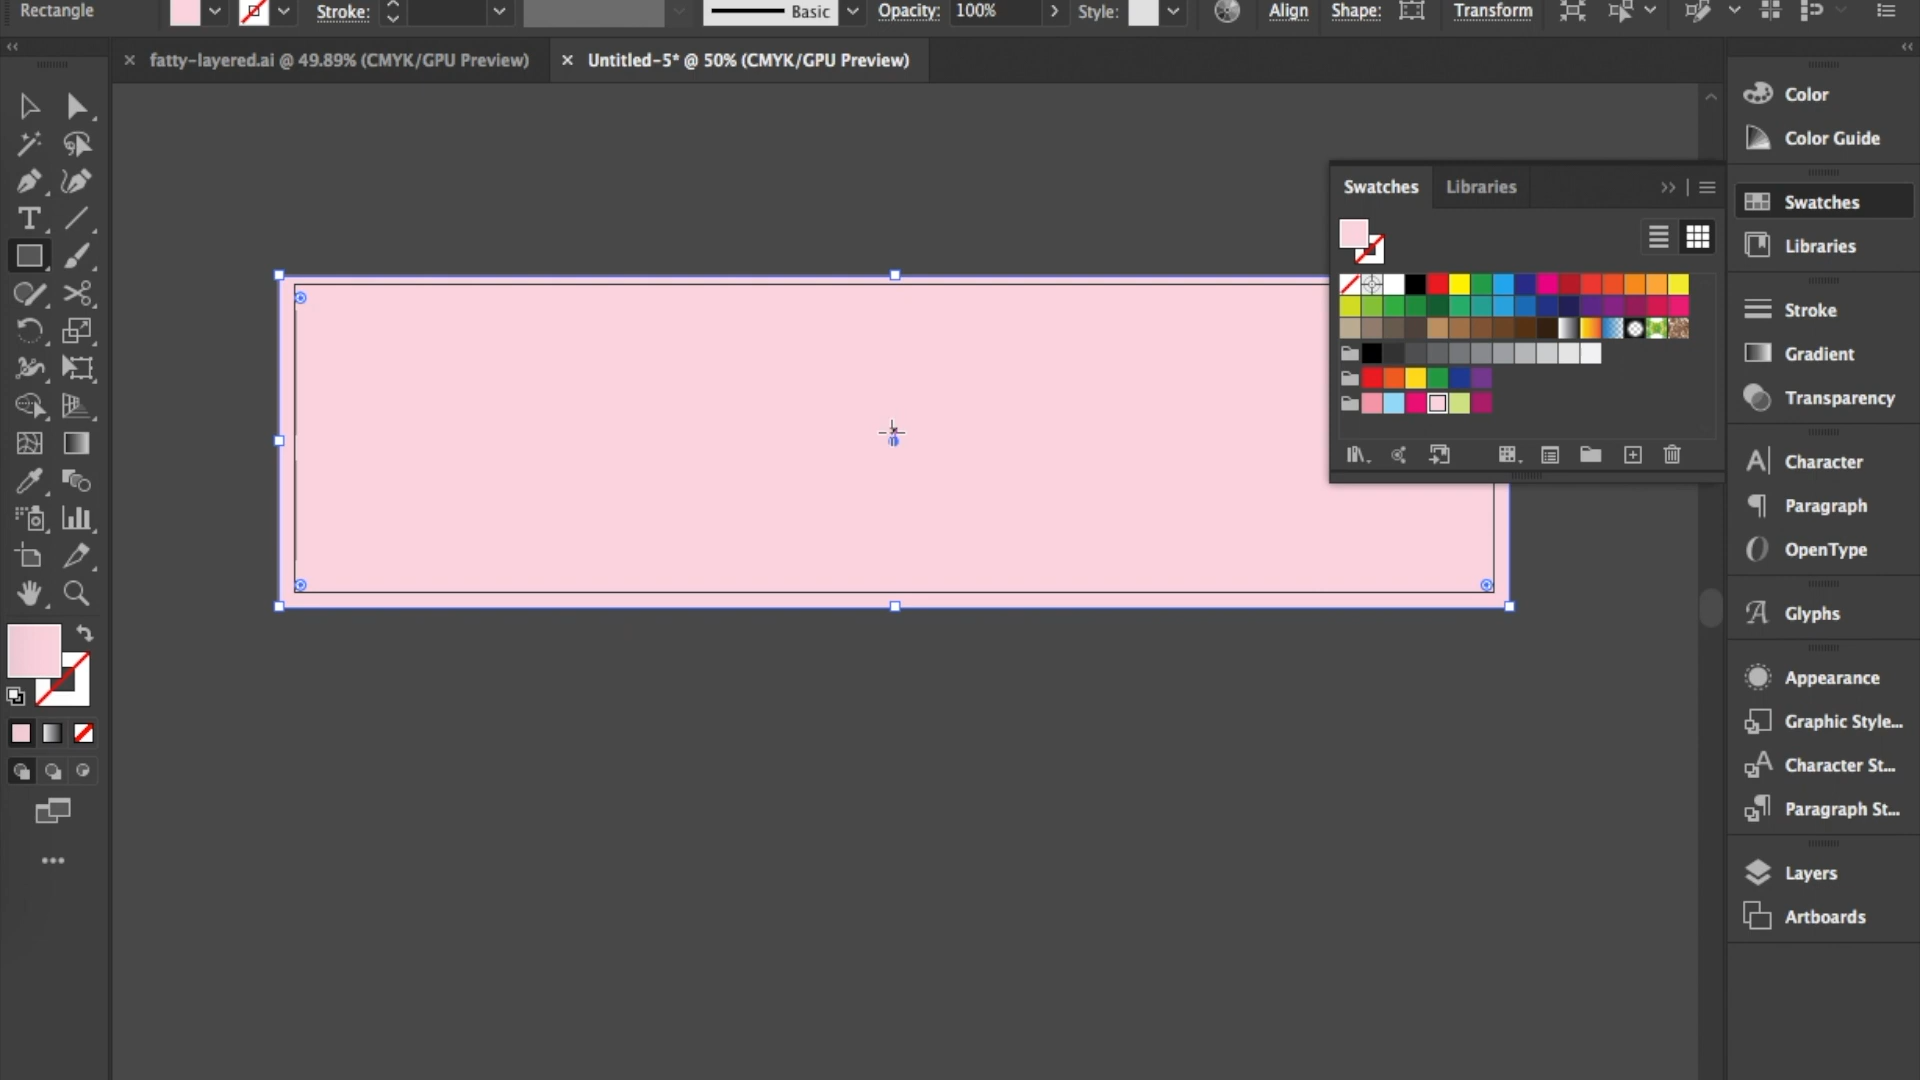 Rectangle
Stroke:
Basic
Opacity: 100%
Style:
Align
Shape:
Transform
fatty-layered.ai @ 49.89% (CMYK/GPU Preview)
Untitled-5* @ 50% (CMYK/GPU Preview)
Swatches
Libraries
Color
Color Guide
Swatches
Libraries
Stroke
Gradient
Transparency
Character
Paragraph
OpenType
Glyphs
Appearance
Graphic Style...
Character St...
Paragraph St...
Layers
Artboards